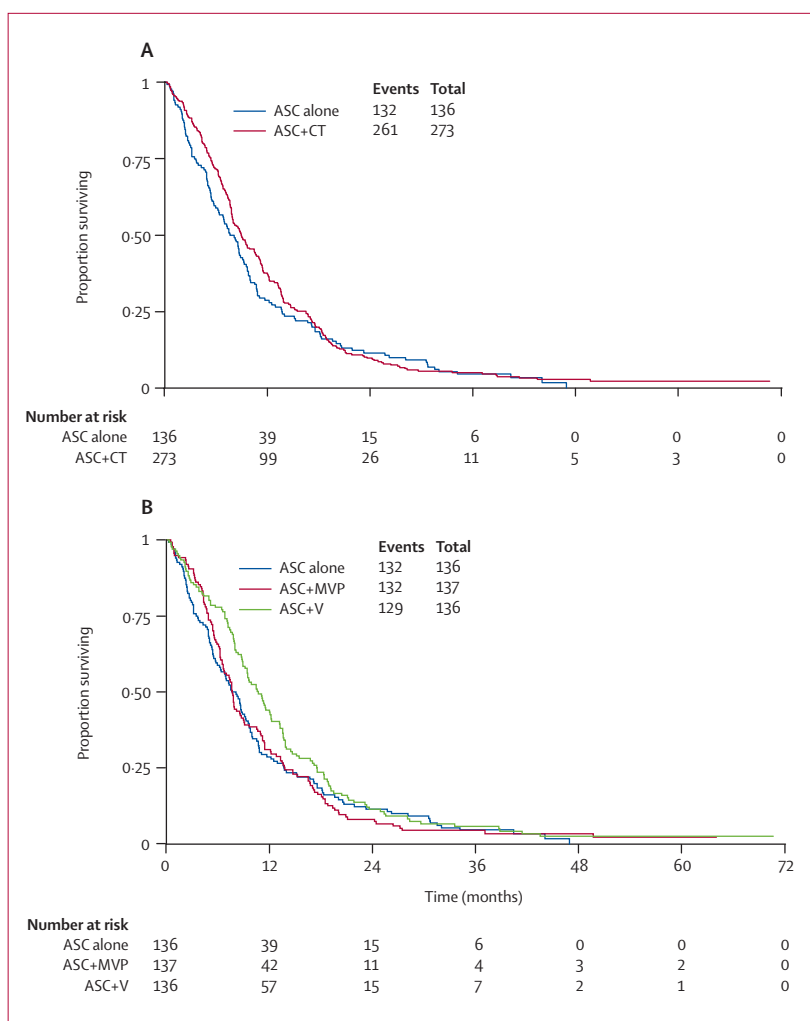 A
Events Total
ASC alone 132 136
ASC+CT 261 273
1
0·75
0·50
0·25
0
Proportion surviving
Number at risk
ASC alone 136 39 15 6 0 0 0
ASC+CT 273 99 26 11 5 3 0
B
Events Total
ASC alone 132 136
ASC+MVP 132 137
ASC+V 129 136
1
0·75
0·50
0·25
0
Proportion surviving
0 12 24 36 48 60 72
Time (months)
Number at risk
ASC alone 136 39 15 6 0 0 0
ASC+MVP 137 42 11 4 3 2 0
ASC+V 136 57 15 7 2 1 0